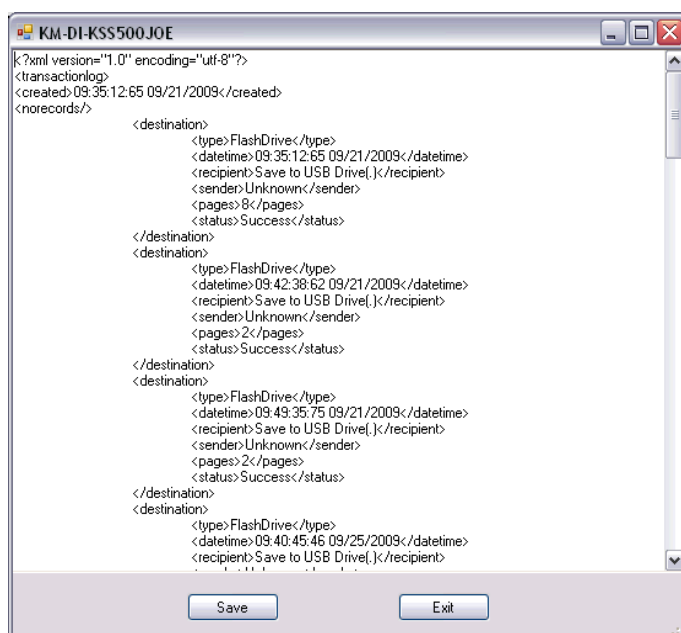 KM-DI-KSS500JOE
<?xml version="1.0" encoding="utf-8"?>
<transactionlog>
<created>09:35:12:65 09/21/2009</created>
<norecords/>
<destination>
<type>FlashDrive</type>
<datetime>09:35:12:65 09/21/2009</datetime>
<recipient>Save to USB Drive(.)</recipient>
<sender>Unknown</sender>
<pages>8</pages>
<status>Success</status>
</destination>
<destination>
<type>FlashDrive</type>
<datetime>09:42:38:62 09/21/2009</datetime>
<recipient>Save to USB Drive(.)</recipient>
<sender>Unknown</sender>
<pages>2</pages>
<status>Success</status>
</destination>
<destination>
<type>FlashDrive</type>
<datetime>09:49:35:75 09/21/2009</datetime>
<recipient>Save to USB Drive(.)</recipient>
<sender>Unknown</sender>
<pages>2</pages>
<status>Success</status>
</destination>
<destination>
<type>FlashDrive</type>
<datetime>09:40:45:46 09/25/2009</datetime>
<recipient>Save to USB Drive(.)</recipient>
Save
Exit